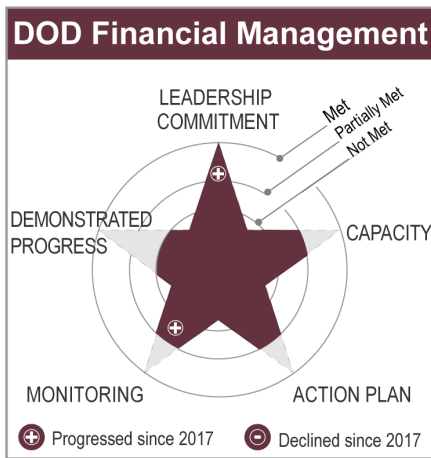 DOD Financial Management
LEADERSHIP
COMMITMENT
Met
Partially Met
Not Met
DEMONSTRATED
PROGRESS
CAPACITY
MONITORING
ACTION PLAN
Progressed since 2017
Declined since 2017